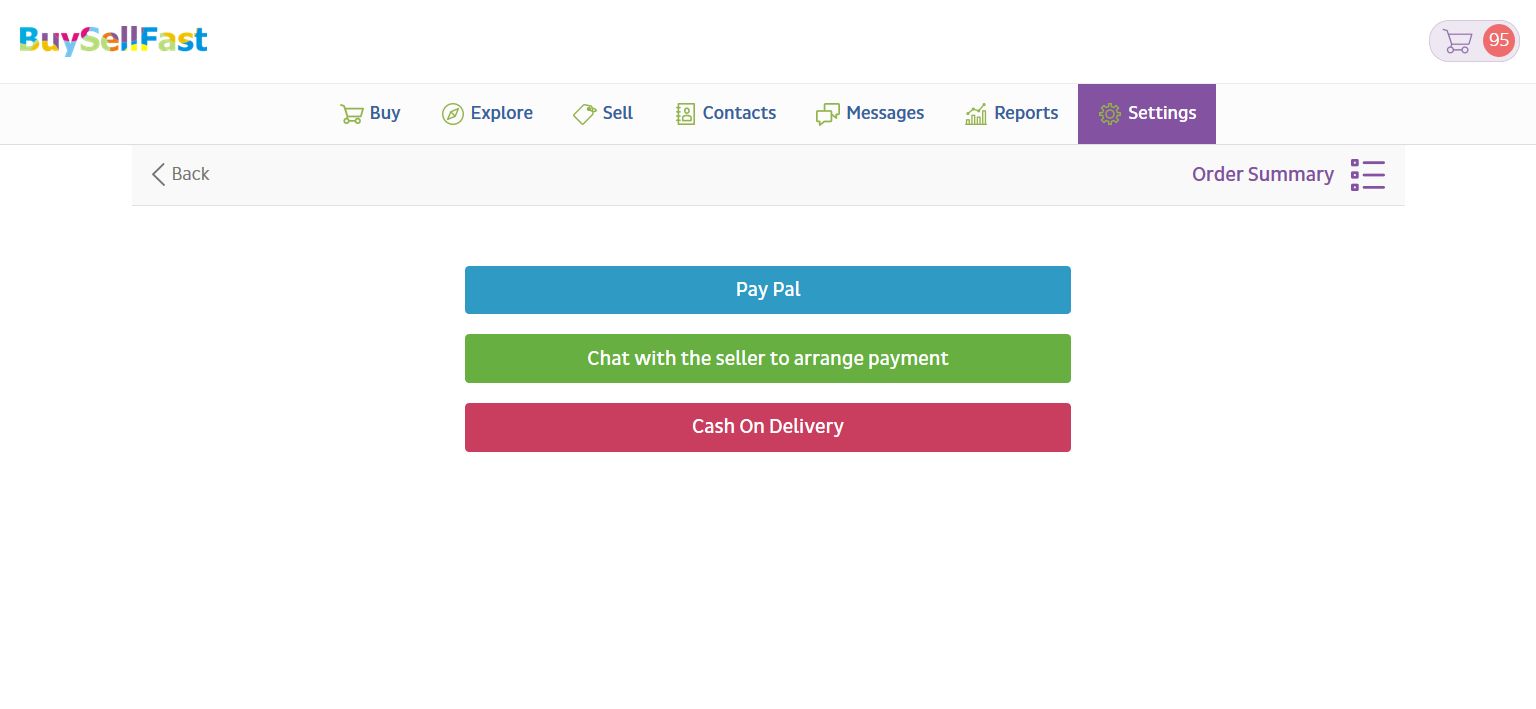 BuySellFast
95
Buy Explore Sell Contacts Messages Reports Settings
Back Order Summary
Pay Pal
Chat with the seller to arrange payment
Cash On Delivery